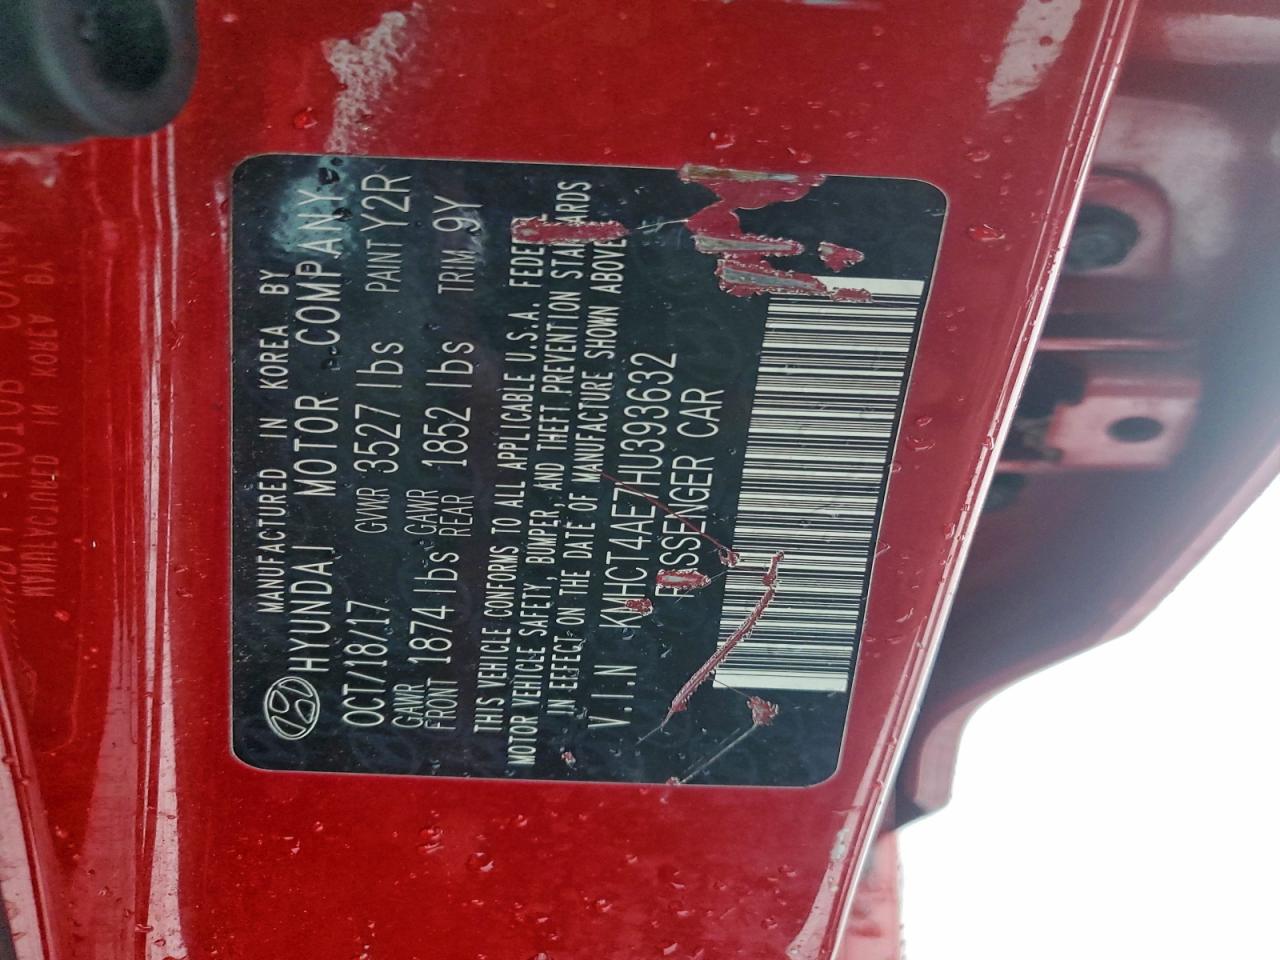 MANUFACTURED IN KOREA BY
HYUNDAI MOTOR COMPANY
OCT/18/17 GVWR 3527 lbs PAINT Y2R
GAWR FRONT 1874 lbs GAWR REAR 1852 lbs TRIM 9Y
THIS VEHICLE CONFORMS TO ALL APPLICABLE U.S.A.
MOTOR VEHICLE SAFETY, BUMPER, AND THEFT PREVENTION
IN EFFECT ON THE DATE OF MANUFACTURE SHOWN ABOVE
V.I.N KMHCT4AE7HU393632
PASSENGER CAR